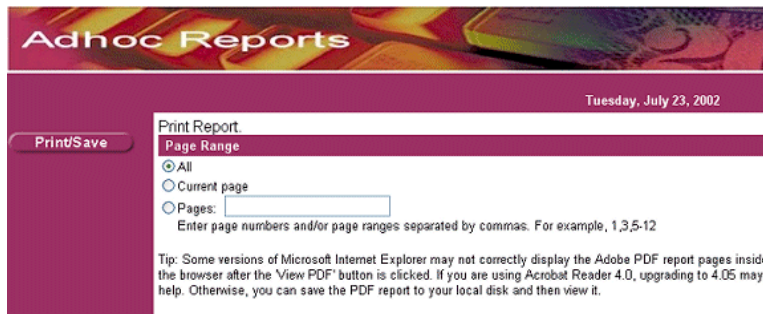 Adhoc Reports
Tuesday, July 23, 2002
Print/Save
Print Report.
Page Range
All
Current page
Pages:
Enter page numbers and/or page ranges separated by commas. For example, 1,3,5-12
Tip: Some versions of Microsoft Internet Explorer may not correctly display the Adobe PDF report pages insid
the browser after the 'View PDF' button is clicked. If you are using Acrobat Reader 4.0, upgrading to 4.05 may
help. Otherwise, you can save the PDF report to your local disk and then view it.